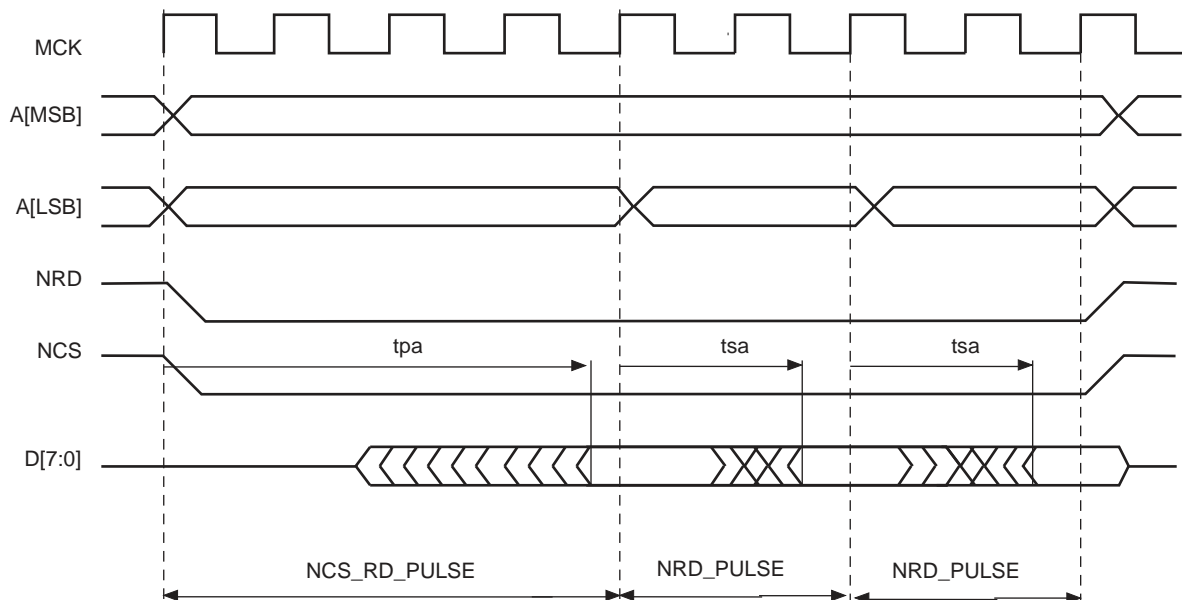 MCK
A[MSB]
A[LSB]
NRD
NCS
tpa
tsa
tsa
D[7:0]
NCS_RD_PULSE
NRD_PULSE
NRD_PULSE